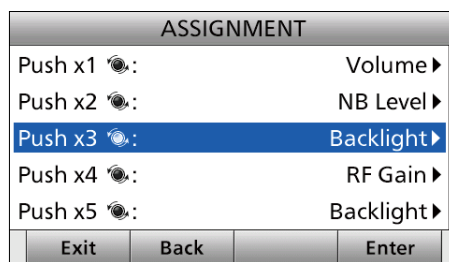 ASSIGNMENT
Push x1 : Volume
Push x2 : NB Level
Push x3 : Backlight
Push x4 : RF Gain
Push x5 : Backlight
Exit Back Enter